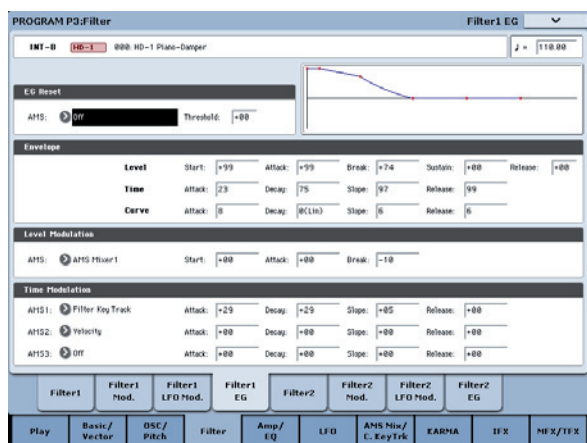 PROGRAM P3:Filter Filter1 EG
INT-B HD-1 000: HD-1 Piano-Damper ♩ = 110.00
EG Reset
AMS: Off Threshold: +00
Envelope
Level Start: +99 Attack: +99 Break: +74 Sustain: +00 Release: +00
Time Attack: 23 Decay: 75 Slope: 97 Release: 99
Curve Attack: 8 Decay: 0(Lin) Slope: 6 Release: 6
Level Modulation
AMS: AMS Mixer1 Start: +00 Attack: +00 Break: -10
Time Modulation
AMS1: Filter Key Track Attack: +29 Decay: +29 Slope: +05 Release: +00
AMS2: Velocity Attack: +00 Decay: +00 Slope: +00 Release: +00
AMS3: Off Attack: +00 Decay: +00 Slope: +00 Release: +00
Filter1 Filter1 Mod. Filter1 LFO Mod. Filter1 EG Filter2 Filter2 Mod. Filter2 LFO Mod. Filter2 EG
Play Basic/Vector OSC/Pitch Filter Amp/EQ LFO AMS Mix/C.KeyTrk KARMA IFX MFX/TFX